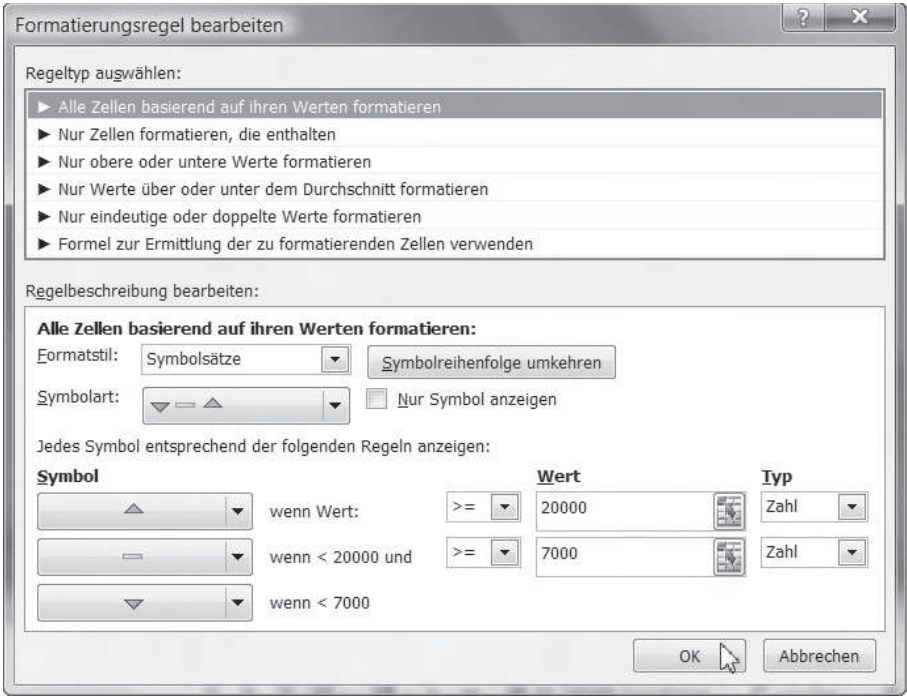 Formatierungsregel bearbeiten
Regeltyp auswählen:
► Alle Zellen basierend auf ihren Werten formatieren
► Nur Zellen formatieren, die enthalten
► Nur obere oder untere Werte formatieren
► Nur Werte über oder unter dem Durchschnitt formatieren
► Nur eindeutige oder doppelte Werte formatieren
► Formel zur Ermittlung der zu formatierenden Zellen verwenden
Regelbeschreibung bearbeiten:
Alle Zellen basierend auf ihren Werten formatieren:
Formatstil: Symbolsätze Symbolreihenfolge umkehren
Symbolart: Nur Symbol anzeigen
Jedes Symbol entsprechend der folgenden Regeln anzeigen:
Symbol Wert Typ
wenn Wert: >= 20000 Zahl
wenn < 20000 und >= 7000 Zahl
wenn < 7000
OK Abbrechen